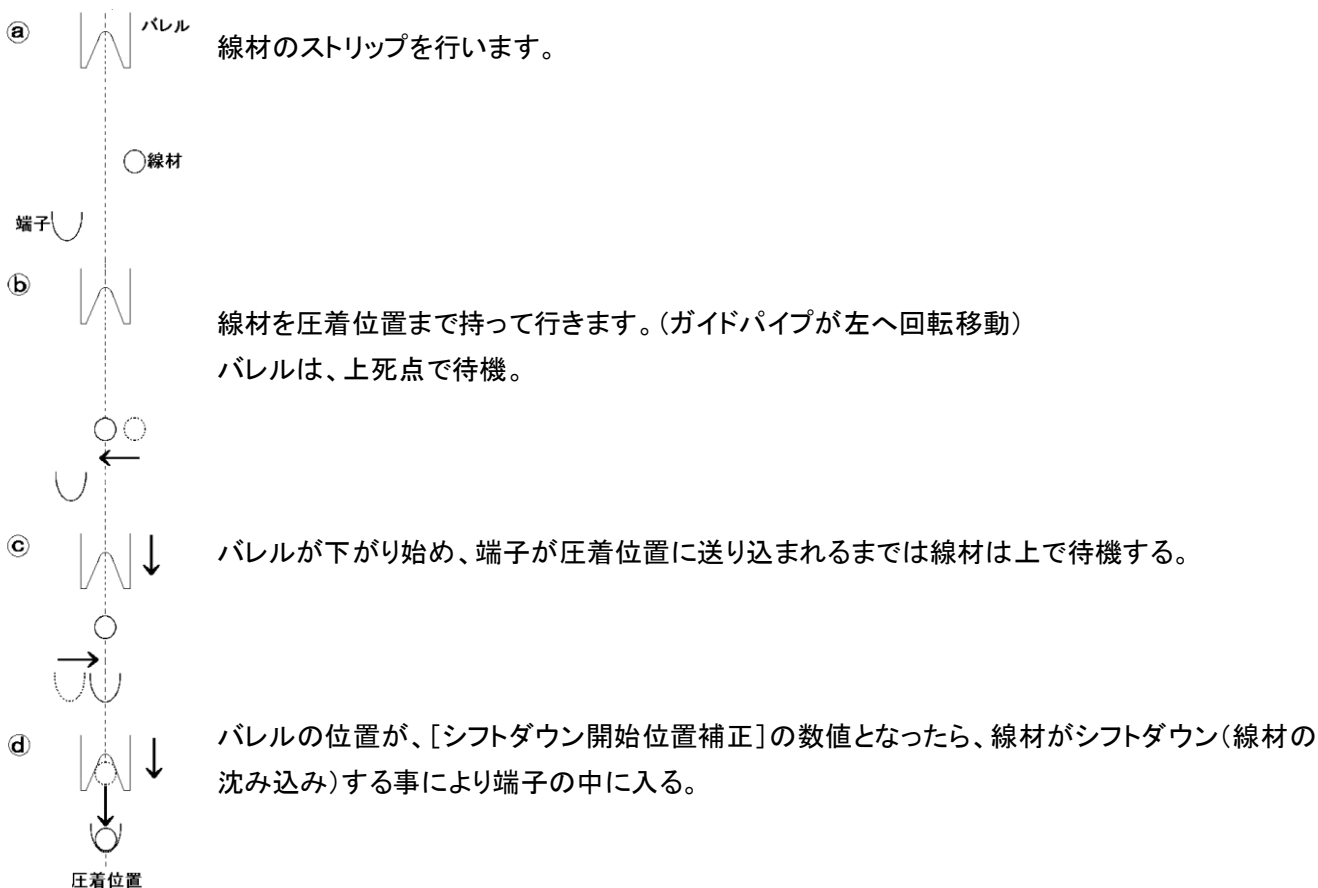 ⓐ
バレル
線材のストリップを行います。
線材
端子
ⓑ
線材を圧着位置まで持って行きます。(ガイドパイプが左へ回転移動)
バレルは、上死点で待機。
ⓒ
バレルが下がり始め、端子が圧着位置に送り込まれるまでは線材は上で待機する。
ⓓ
バレルの位置が、[シフトダウン開始位置補正]の数値となったら、線材がシフトダウン(線材の
沈み込み)する事により端子の中に入る。
圧着位置